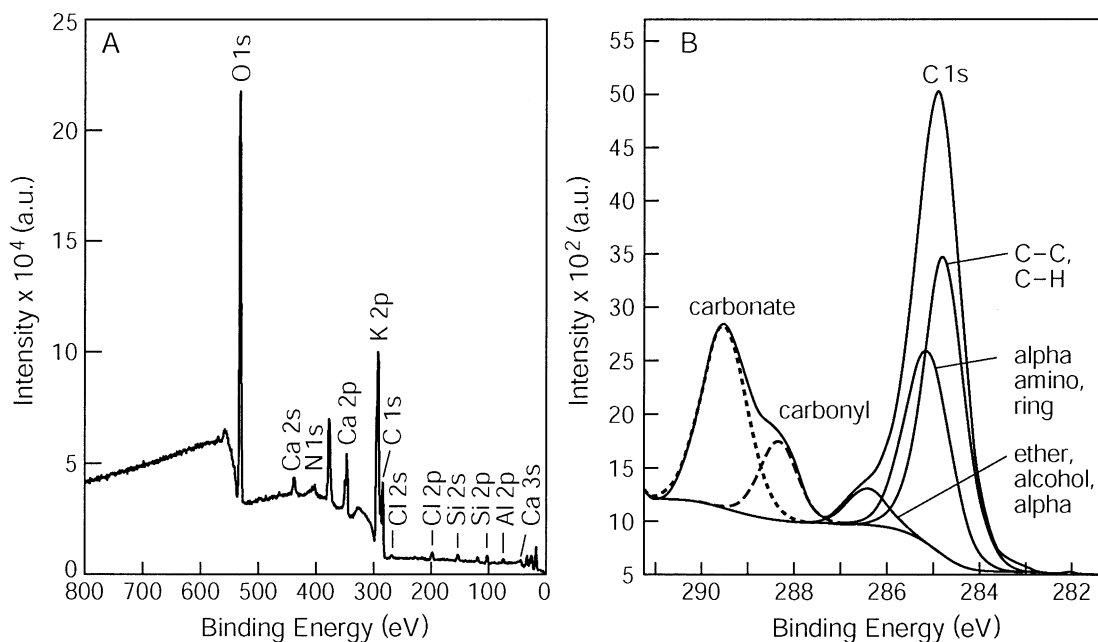 A
25
20
15
10
5
0
Intensity x 10⁴ (a.u.)
O 1s
Ca 2s
N 1s
Ca 2p
K 2p
C 1s
Cl 2s
Cl 2p
Si 2s
Si 2p
Al 2p
Ca 3s
800 700 600 500 400 300 200 100 0
Binding Energy (eV)
B
55
50
45
40
35
30
25
20
15
10
5
Intensity x 10² (a.u.)
C 1s
C–C,
C–H
carbonate
alpha
amino,
ring
carbonyl
ether,
alcohol,
alpha
290 288 286 284 282
Binding Energy (eV)